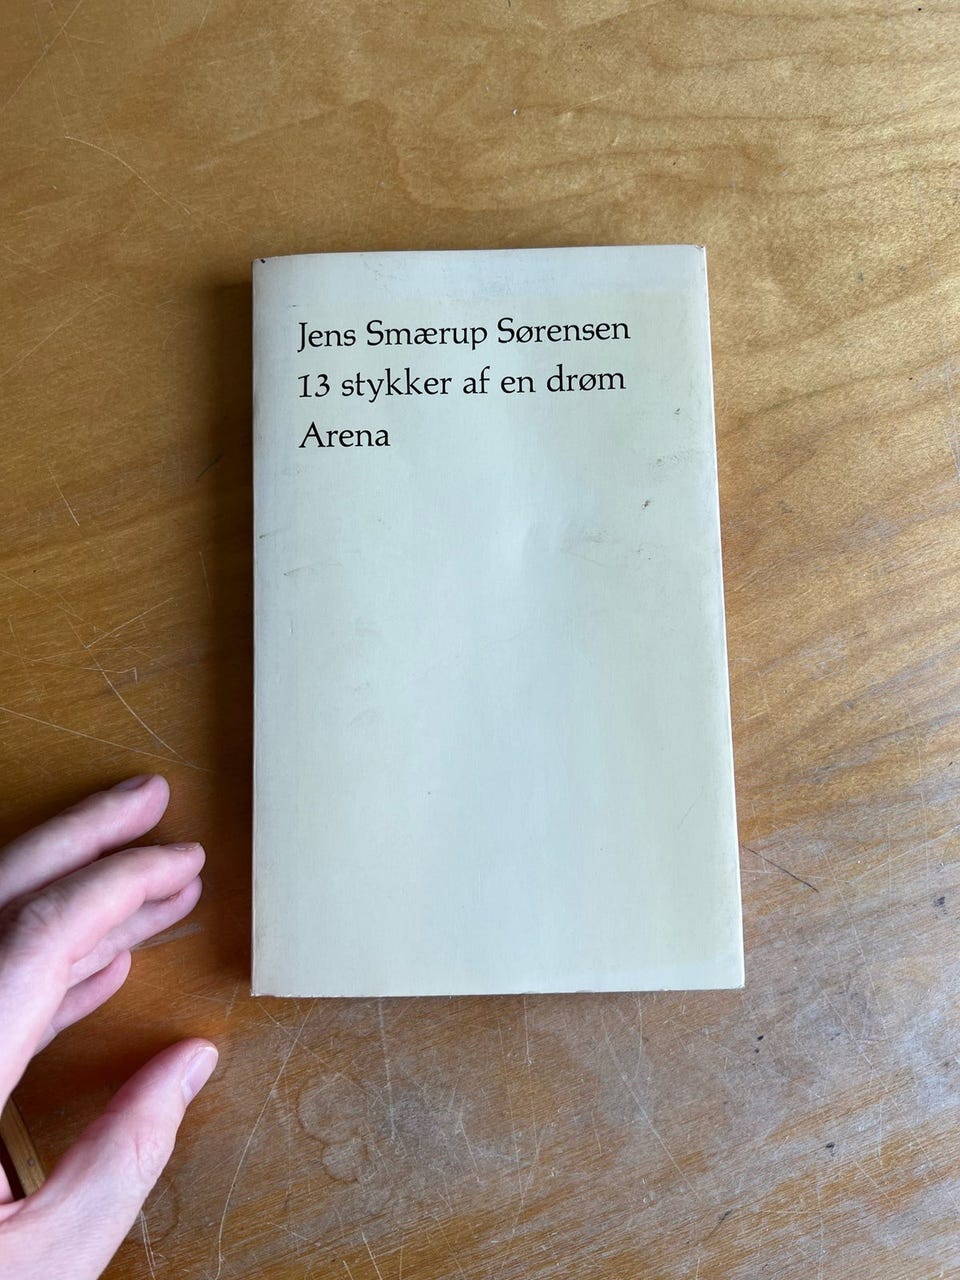 Jens Smærup Sørensen
13 stykker af en drøm
Arena